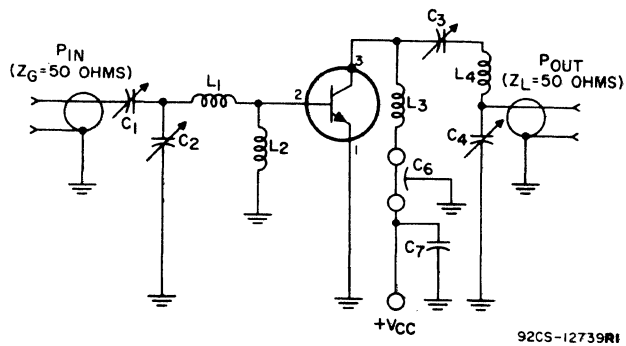 PIN
(ZG=50 OHMS)
C1
C2
L1
L2
2
3
1
C3
L3
L4
C4
POUT
(ZL=50 OHMS)
C6
C7
+VCC
92CS-12739R1